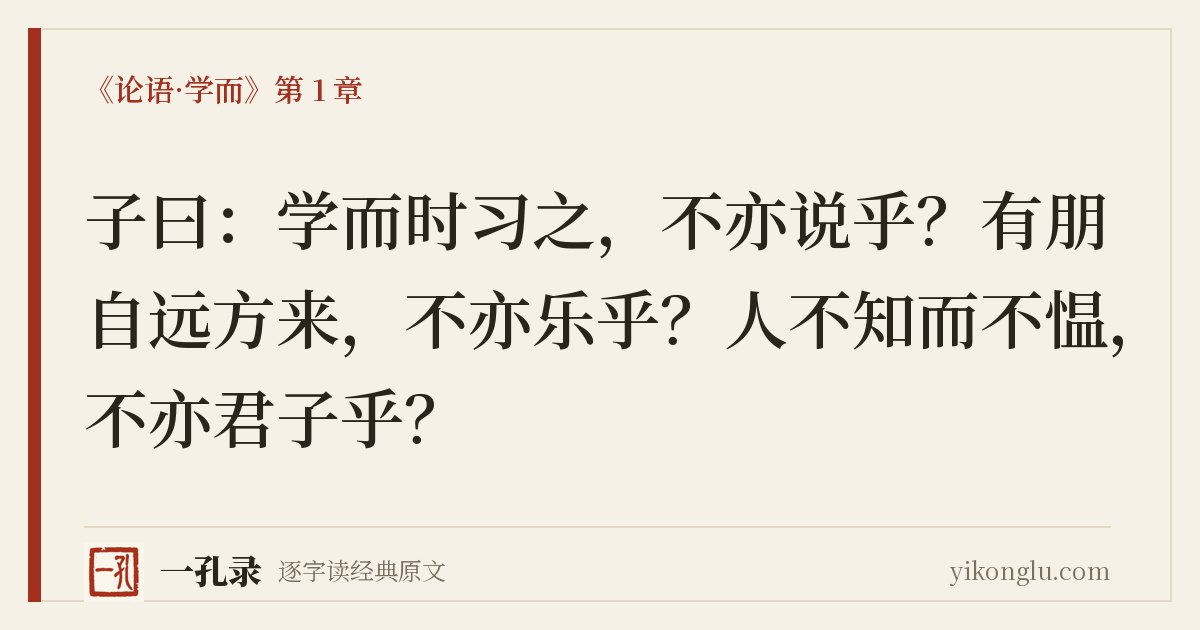 《论语·学而》第 1 章
子曰：学而时习之，不亦说乎？有朋
自远方来，不亦乐乎？人不知而不愠，
不亦君子乎？
一孔
一孔录 逐字读经典原文 yikonglu.com